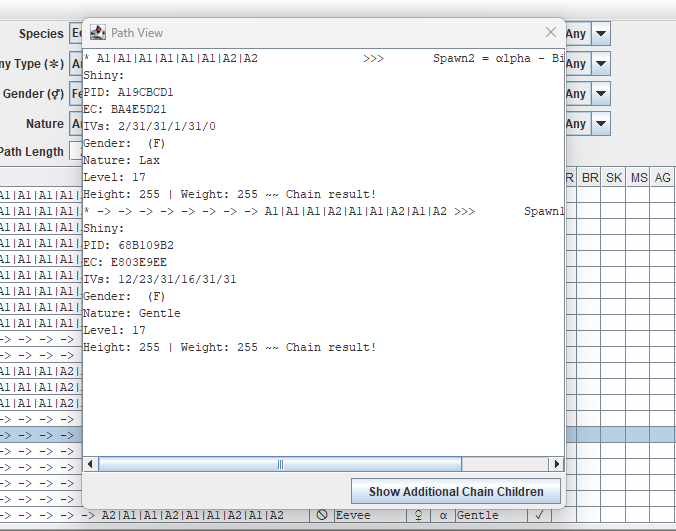 Path View
Species
Any
ny Type (✻)
Any
Gender (⚥)
Any
Nature
Any
Path Length
* A1|A1|A1|A1|A1|A1|A2|A2 >>> Spawn2 = αlpha - Bi
Shiny:
PID: A19CBCD1
EC: BA4E5D21
IVs: 2/31/31/1/31/0
Gender: (F)
Nature: Lax
Level: 17
Height: 255 | Weight: 255 ~~ Chain result!
* -> -> -> -> -> -> -> -> A1|A1|A1|A2|A1|A1|A2|A1|A2 >>> Spawn1
Shiny:
PID: 68B109B2
EC: E803E9EE
IVs: 12/23/31/16/31/31
Gender: (F)
Nature: Gentle
Level: 17
Height: 255 | Weight: 255 ~~ Chain result!
Show Additional Chain Children
R BR SK MS AG
A1|A1|A1|A1|
A1|A1|A1|A1|
A1|A1|A1|A1|
A1|A1|A1|A1|
A1|A1|A1|A1|
A1|A1|A1|A1|
A1|A1|A1|A1|
A1|A1|A1|A1|
A1|A1|A1|A1|
-> -> -> ->
-> -> -> ->
A1|A1|A1|A2|
A1|A1|A1|A2|
A1|A1|A1|A2|
-> -> -> ->
-> -> -> ->
-> -> -> ->
-> -> -> ->
-> -> -> ->
-> -> -> ->
-> -> -> -> -> A2|A1|A1|A2|A1|A2|A1|A2 Eevee ♀ α Gentle ✓